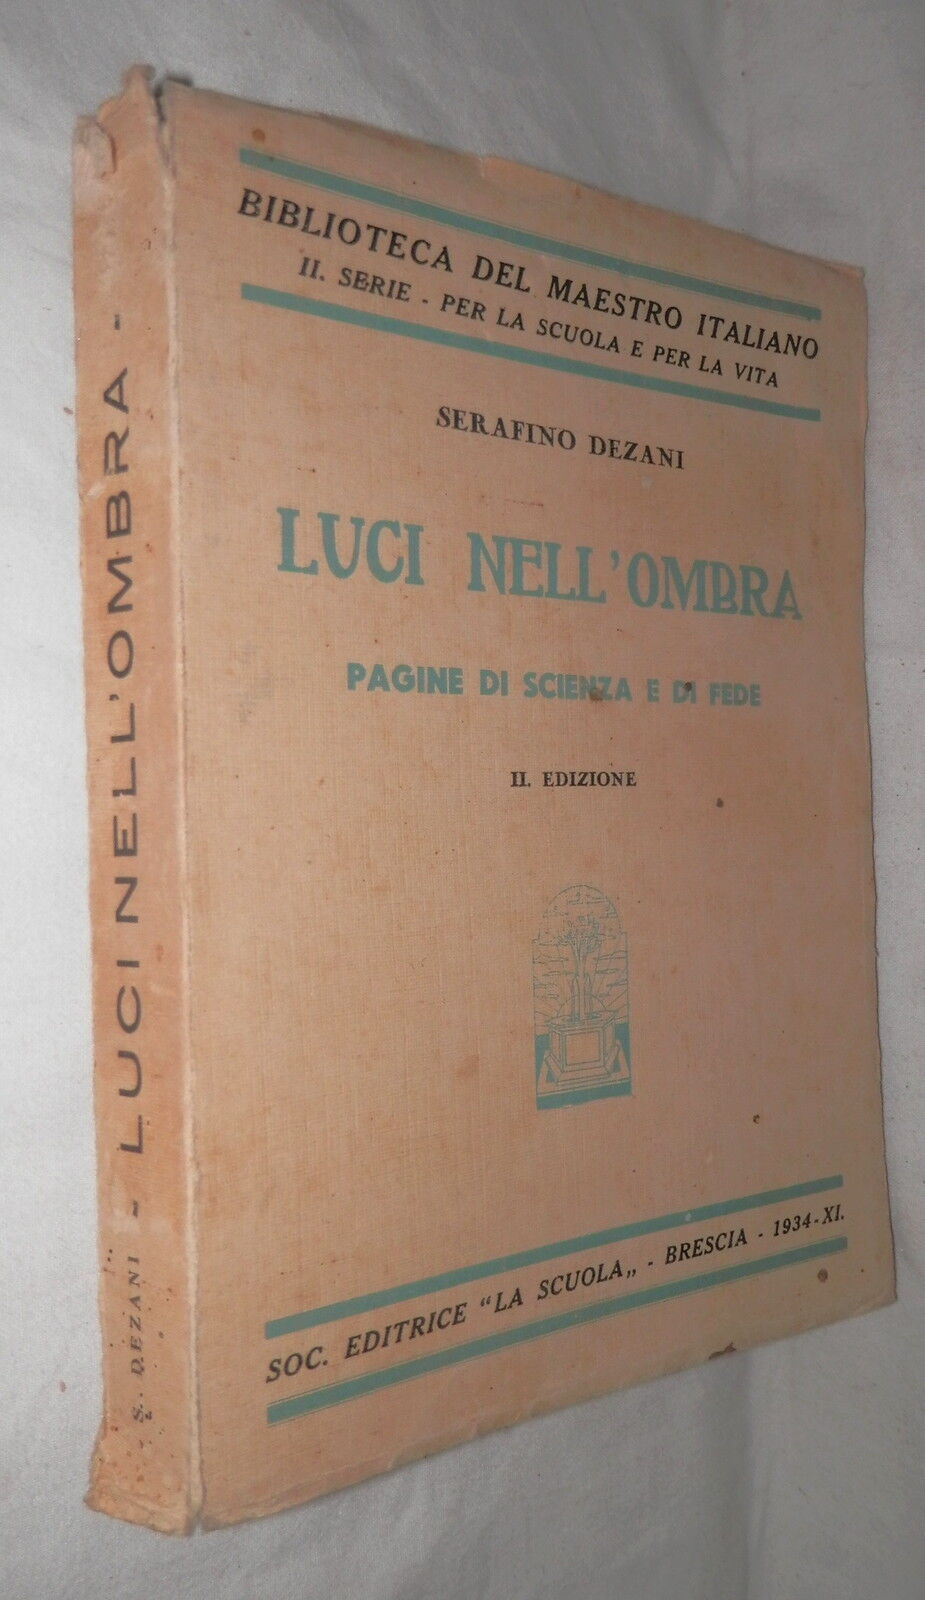 BIBLIOTECA DEL MAESTRO ITALIANO
II. SERIE - PER LA SCUOLA E PER LA VITA
SERAFINO DEZANI
LUCI NELL'OMBRA
PAGINE DI SCIENZA E DI FEDE
II. EDIZIONE
SOC. EDITRICE “LA SCUOLA„ - BRESCIA - 1934-XI.
S. DEZANI - LUCI NELL'OMBRA -